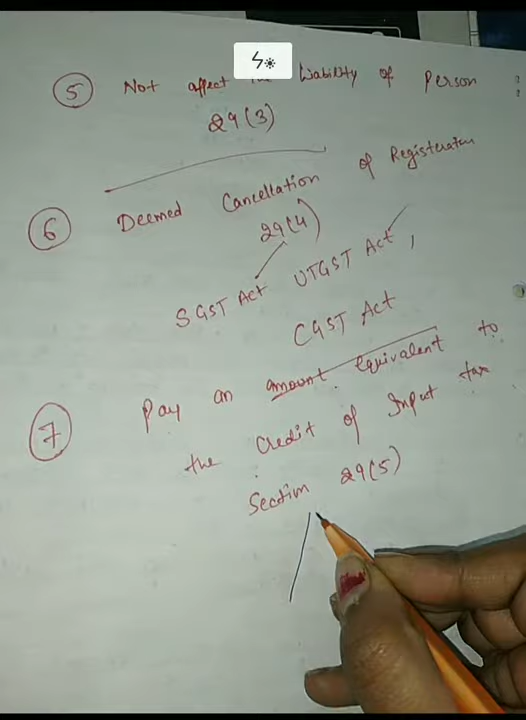 5 Not affect the Liability of Person
29(3)
6 Deemed Cancellation of Registeration
29(4)
SGST Act UTGST Act,
CGST Act
7 Pay an amount equivalent to
the Credit of Input tax
Section 29(5)